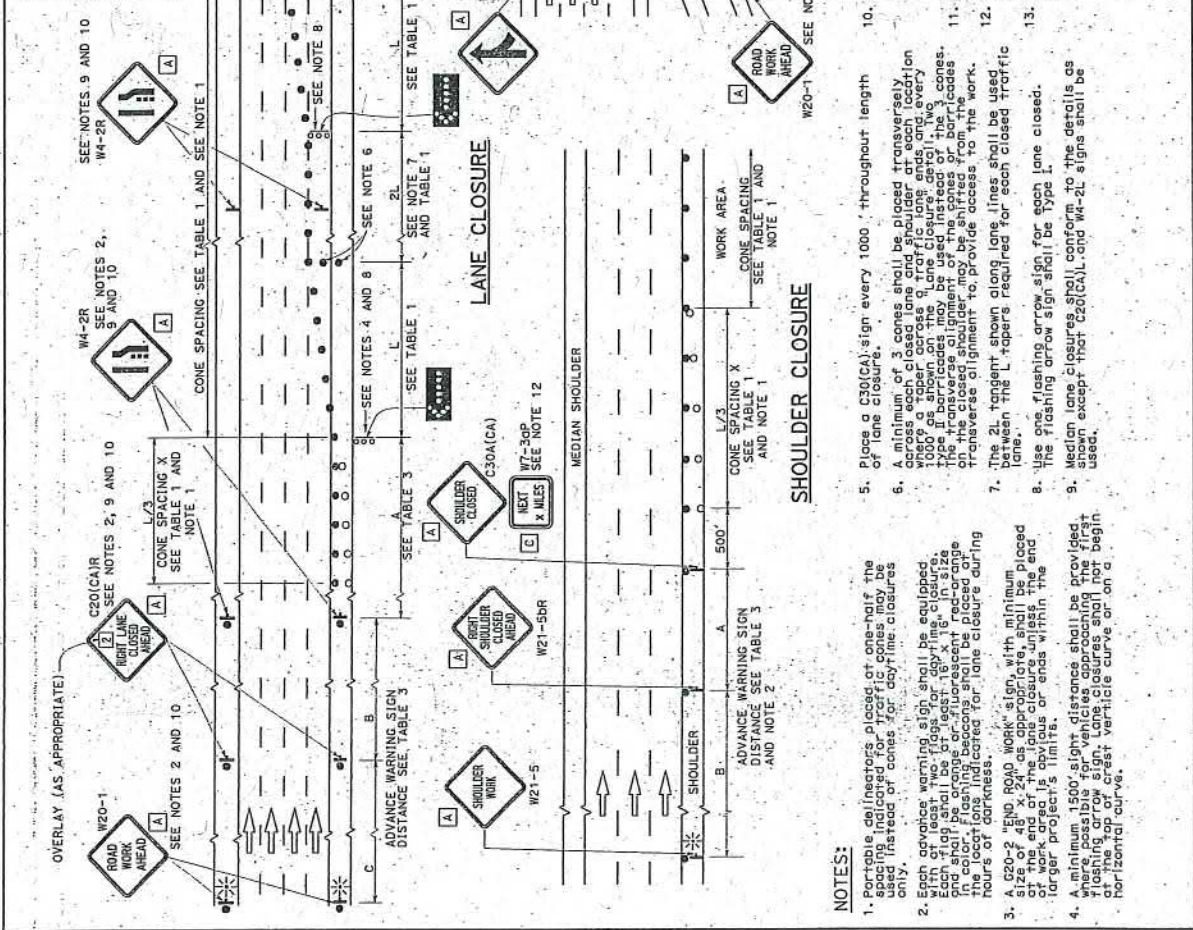 OVERLAY (AS APPROPRIATE)
W20-1
ROAD
WORK
AHEAD
A
SEE NOTES 2 AND 10
C20(CA)R
SEE NOTES 2, 9 AND 10
1
2
RIGHT LANE
CLOSED
AHEAD
A
L/3
CONE SPACING X
SEE TABLE 1 AND
NOTE 1
W4-2R
SEE NOTES 2,
9 AND 10
A
CONE SPACING SEE TABLE 1 AND SEE NOTE 1
SEE NOTES 9 AND 10
W4-2R
A
A
C
B
ADVANCE WARNING SIGN
DISTANCE SEE TABLE 3
A
SEE TABLE 3
SEE NOTES 4 AND 8
L
SEE TABLE 1
SEE NOTE 6
2L
SEE NOTE 7
AND TABLE 1
SEE NOTE 8
L
SEE TABLE 1
LANE CLOSURE
A
ROAD
WORK
AHEAD
W20-1
A
SHOULDER
WORK
W21-5
A
RIGHT
SHOULDER
CLOSED
AHEAD
W21-5bR
A
SHOULDER
CLOSED
C30A(CA)
C
NEXT
X MILES
W7-3aP
SEE NOTE 12
MEDIAN SHOULDER
SHOULDER
B
A
500'
ADVANCE WARNING SIGN
DISTANCE SEE TABLE 3
AND NOTE 2
L/3
CONE SPACING X
SEE TABLE 1
AND NOTE 1
WORK AREA
CONE SPACING
SEE TABLE 1 AND
NOTE 1
SHOULDER CLOSURE
NOTES:
1. Portable delineators placed at one-half the
spacing indicated for traffic cones may be
used instead of cones for daytime closures
only.
2. Each advance warning sign shall be equipped
with at least two flags for daytime closure.
Each flag shall be at least 16" x 16" in size
and shall be orange or fluorescent red-orange
in color. Flashing beacons shall be placed at
the locations indicated for lane closure during
hours of darkness.
3. A G20-2 "END ROAD WORK" sign, with minimum
size of 48" x 24" as appropriate, shall be placed
at the end of the lane closure unless the end
of work area is obvious or ends within the
larger project's limits.
4. A minimum 1500' sight distance shall be provided
where possible for vehicles approaching the first
flashing arrow sign. Lane closures shall not begin
at the top of crest verticle curve or on a
horizontal curve.
5. Place a C30(CA) sign every 1000' throughout length
of lane closure.
6. A minimum of 3 cones shall be placed transversely
across each closed lane and shoulder at each location
where a taper across a traffic lane ends and every
1000' as shown on the "Lane Closure" detail. Two
type II barricades may be used instead of the 3 cones.
The transverse alignment of the cones or barricades
on the closed shoulder may be shifted from the
transverse alignment to provide access to the work.
7. The 2L tangent shown along lane lines shall be used
between the L tapers required for each closed traffic
lane.
8. Use one flashing arrow sign for each lane closed.
The flashing arrow sign shall be Type I.
9. Median lane closures shall conform to the details as
shown except that C20(CA)L and W4-2L signs shall be
used.
10.
11.
12.
13.